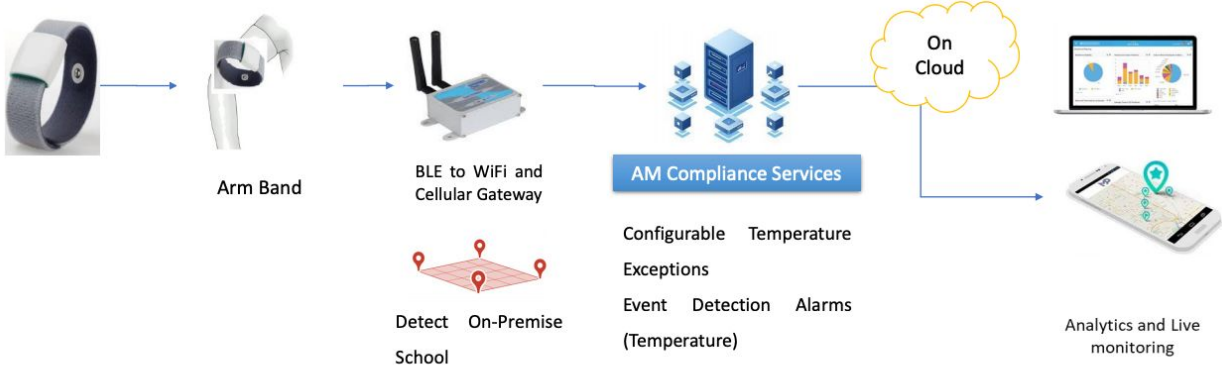 On
Cloud
Arm Band
BLE to WiFi and
Cellular Gateway
AM Compliance Services
Configurable Temperature
Exceptions
Event Detection Alarms
(Temperature)
Detect On-Premise
School
Analytics and Live
monitoring